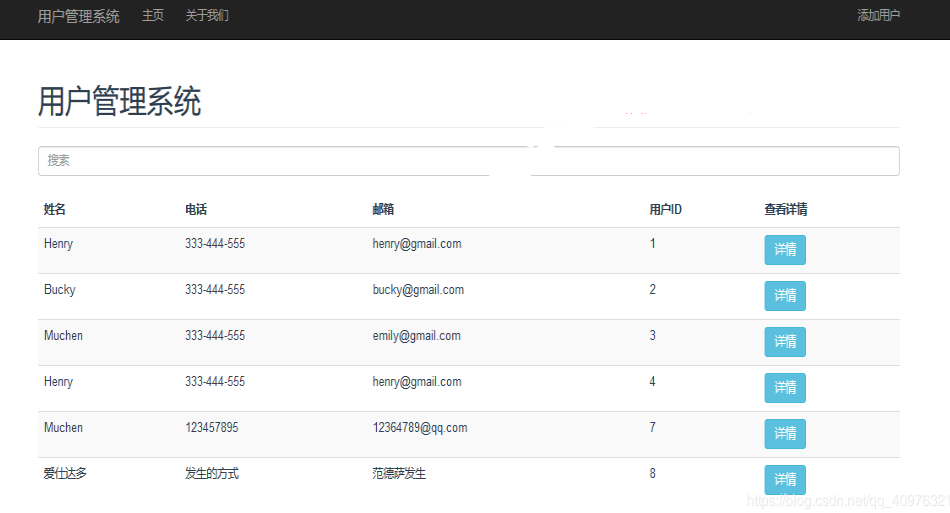 用户管理系统 主页 关于我们 添加用户
用户管理系统
搜索
姓名 电话 邮箱 用户ID 查看详情
Henry 333-444-555 henry@gmail.com 1 详情
Bucky 333-444-555 bucky@gmail.com 2 详情
Muchen 333-444-555 emily@gmail.com 3 详情
Henry 333-444-555 henry@gmail.com 4 详情
Muchen 123457895 12364789@qq.com 7 详情
爱仕达多 发生的方式 范德萨发生 8 详情
https://blog.csdn.net/qq_40976321